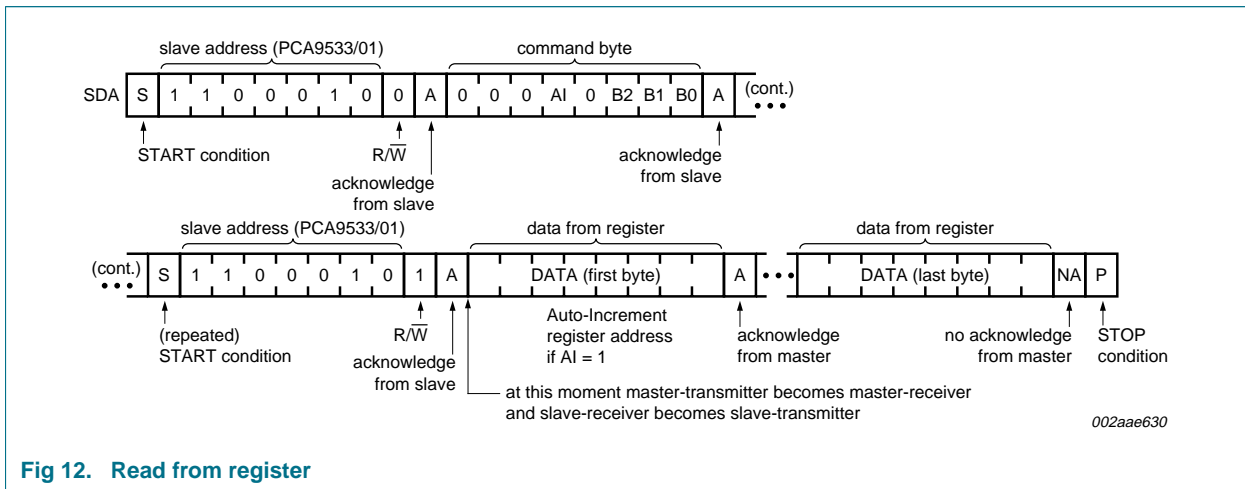 slave address (PCA9533/01) command byte
SDA S 1 1 0 0 0 1 0 0 A 0 0 0 AI 0 B2 B1 B0 A (cont.)
START condition R/W̅ acknowledge from slave acknowledge from slave
slave address (PCA9533/01) data from register data from register
(cont.) S 1 1 0 0 0 1 0 1 A DATA (first byte) A DATA (last byte) NA P
(repeated) START condition R/W̅ acknowledge from slave Auto-Increment register address if AI = 1 acknowledge from master no acknowledge from master STOP condition
at this moment master-transmitter becomes master-receiver
and slave-receiver becomes slave-transmitter
002aae630
Fig 12. Read from register